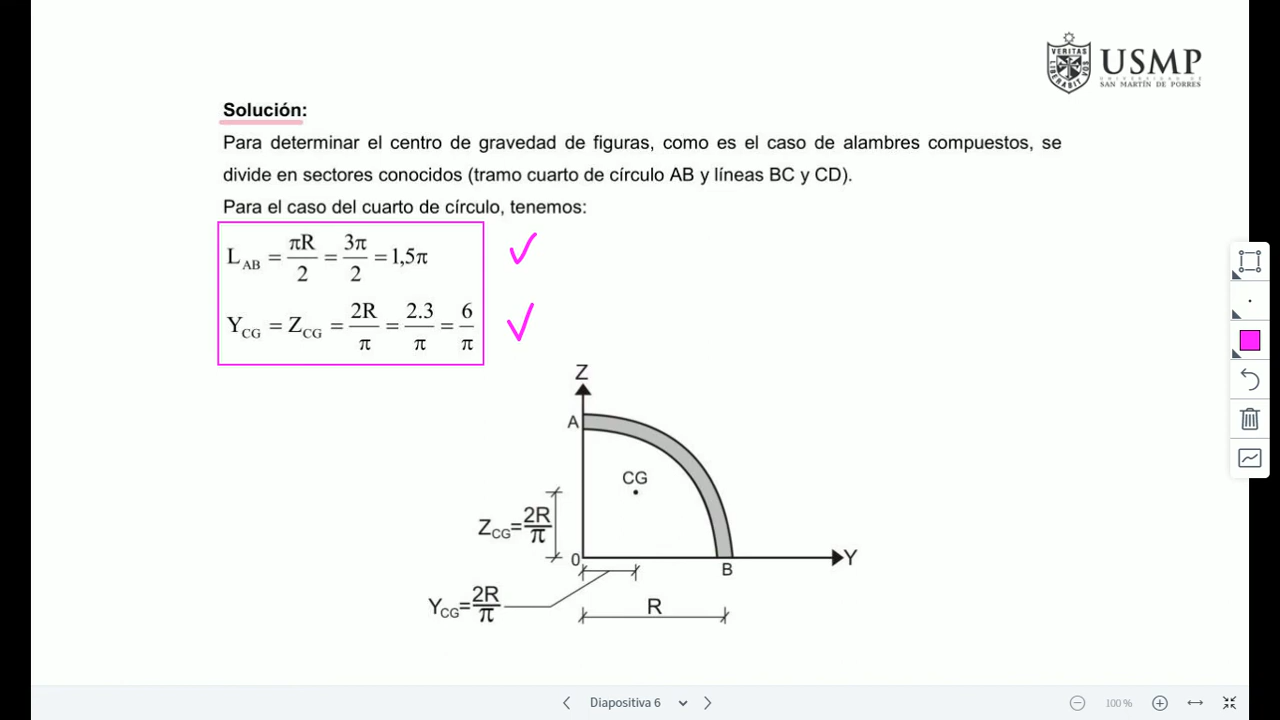 VERITAS
LIBERABIT
VOS
USMP
UNIVERSIDAD DE
SAN MARTÍN DE PORRES
Solución:
Para determinar el centro de gravedad de figuras, como es el caso de alambres compuestos, se
divide en sectores conocidos (tramo cuarto de círculo AB y líneas BC y CD).
Para el caso del cuarto de círculo, tenemos:
L_AB = πR/2 = 3π/2 = 1,5π
Y_CG = Z_CG = 2R/π = 2.3/π = 6/π
Z
A
CG
Z_CG=2R/π
0
B
Y
Y_CG=2R/π
R
Diapositiva 6
100 %